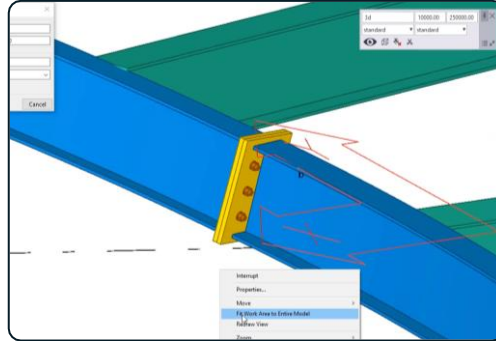 3d 10000.00 250000.00
standard standard
Cancel
Interrupt
Properties...
Move
Fit Work Area to Entire Model
Redraw View
Zoom